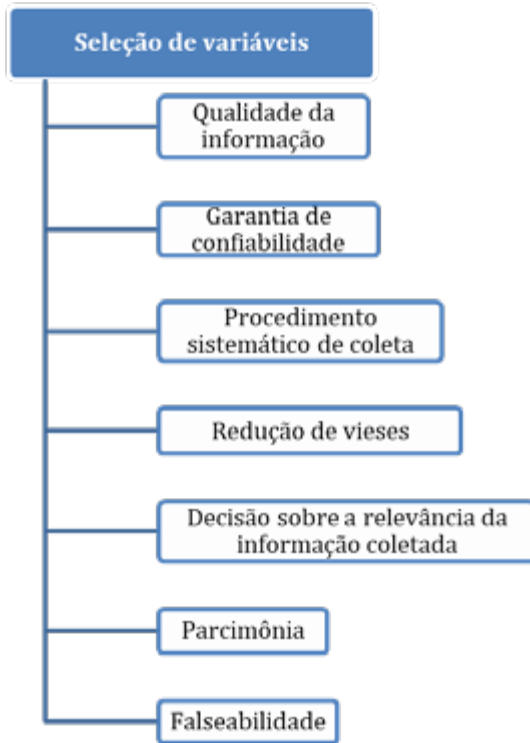 Seleção de variáveis
Qualidade da
informação
Garantia de
confiabilidade
Procedimento
sistemático de coleta
Redução de vieses
Decisão sobre a relevância da
informação coletada
Parcimônia
Falseabilidade